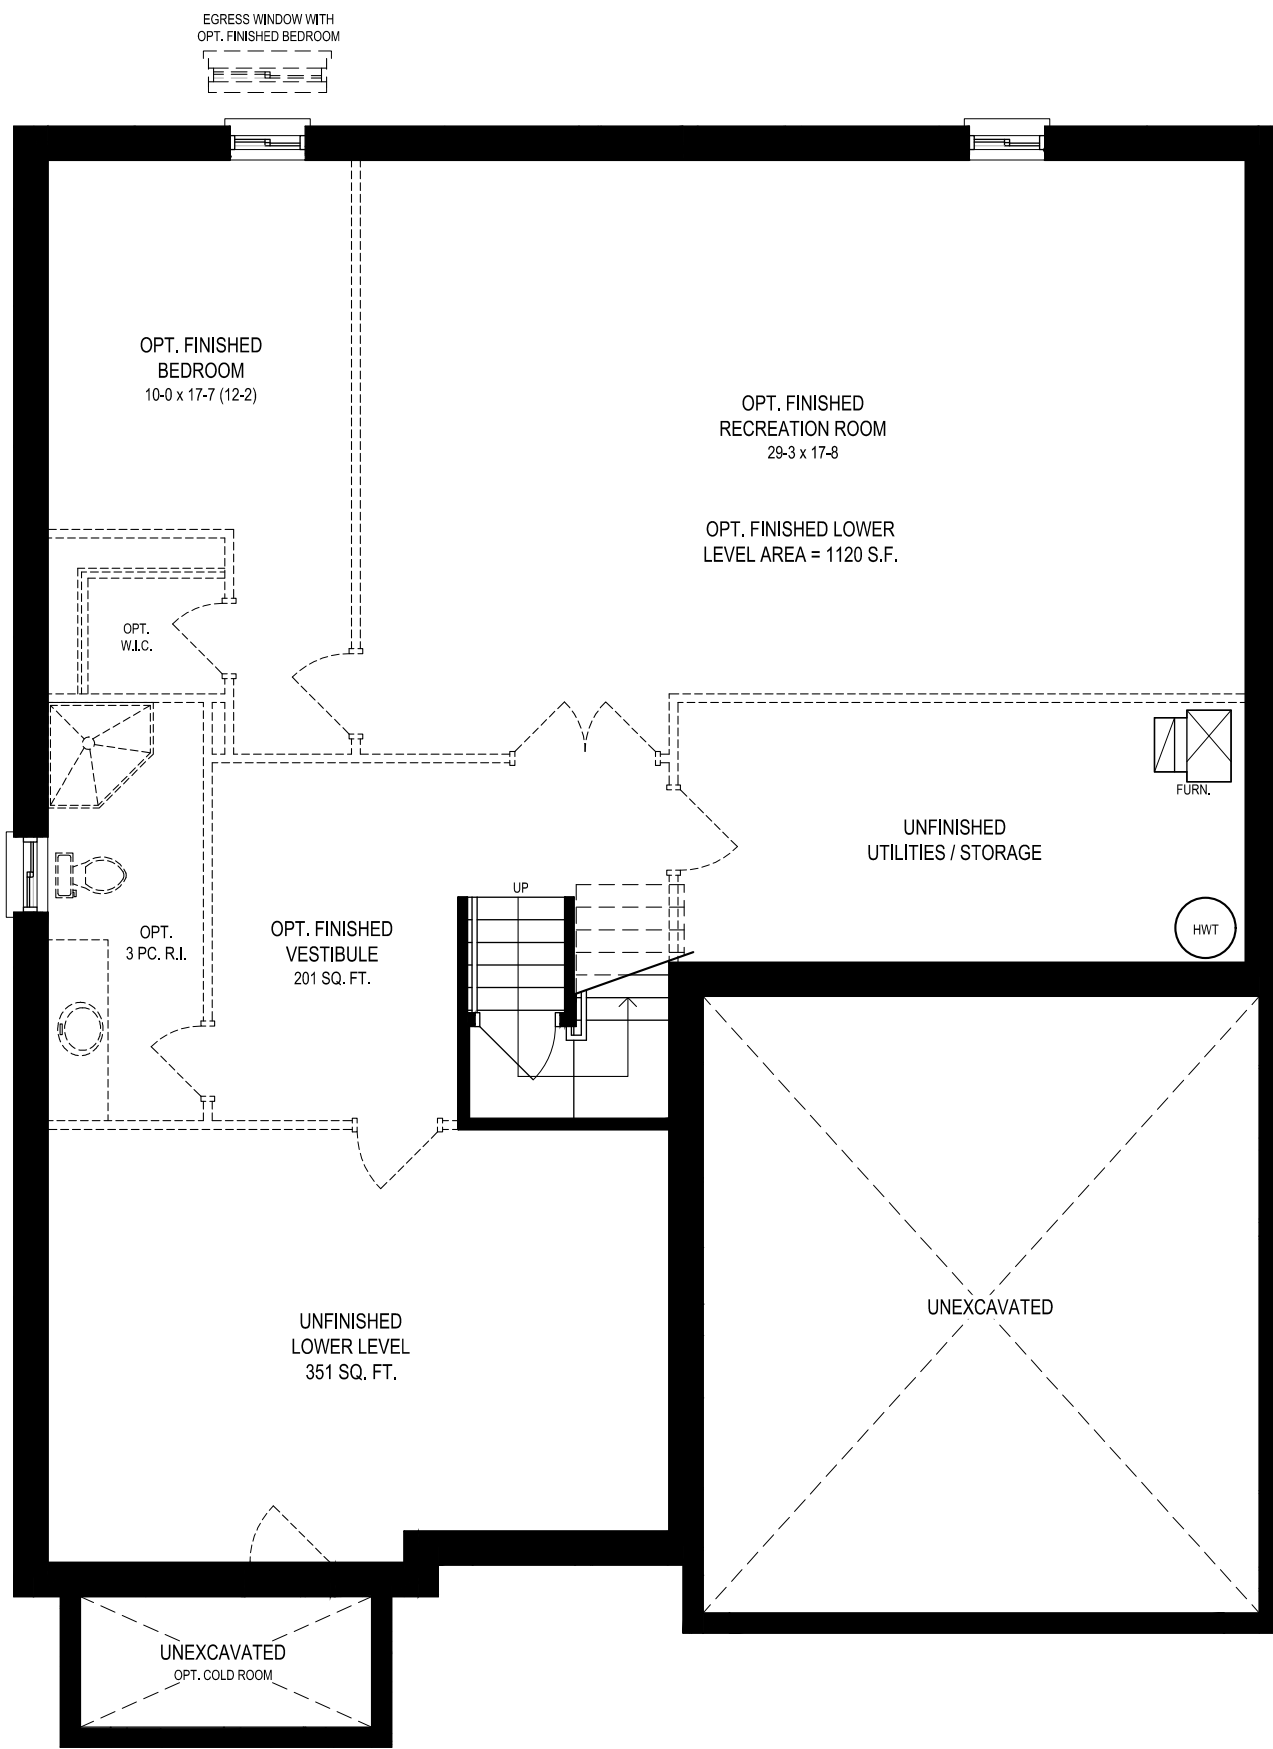 EGRESS WINDOW WITH
OPT. FINISHED BEDROOM
OPT. FINISHED
BEDROOM
10-0 x 17-7 (12-2)
OPT. FINISHED
RECREATION ROOM
29-3 x 17-8
OPT. FINISHED LOWER
LEVEL AREA = 1120 S.F.
OPT.
W.I.C.
FURN.
UNFINISHED
UTILITIES / STORAGE
UP
OPT.
3 PC. R.I.
OPT. FINISHED
VESTIBULE
201 SQ. FT.
HWT
UNEXCAVATED
UNFINISHED
LOWER LEVEL
351 SQ. FT.
UNEXCAVATED
OPT. COLD ROOM